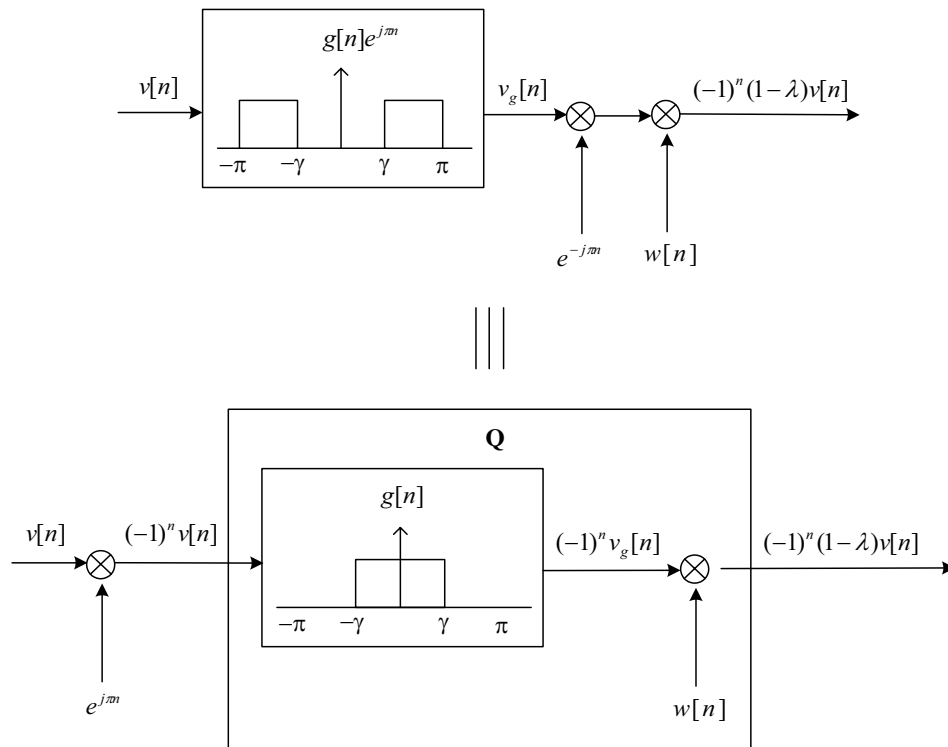 g[n]e^{jπn}
v[n]
v_g[n]
(-1)^n(1-λ)v[n]
-π -γ γ π
e^{-jπn}
w[n]
Q
g[n]
v[n]
(-1)^n v[n]
(-1)^n v_g[n]
(-1)^n(1-λ)v[n]
-π -γ γ π
e^{jπn}
w[n]